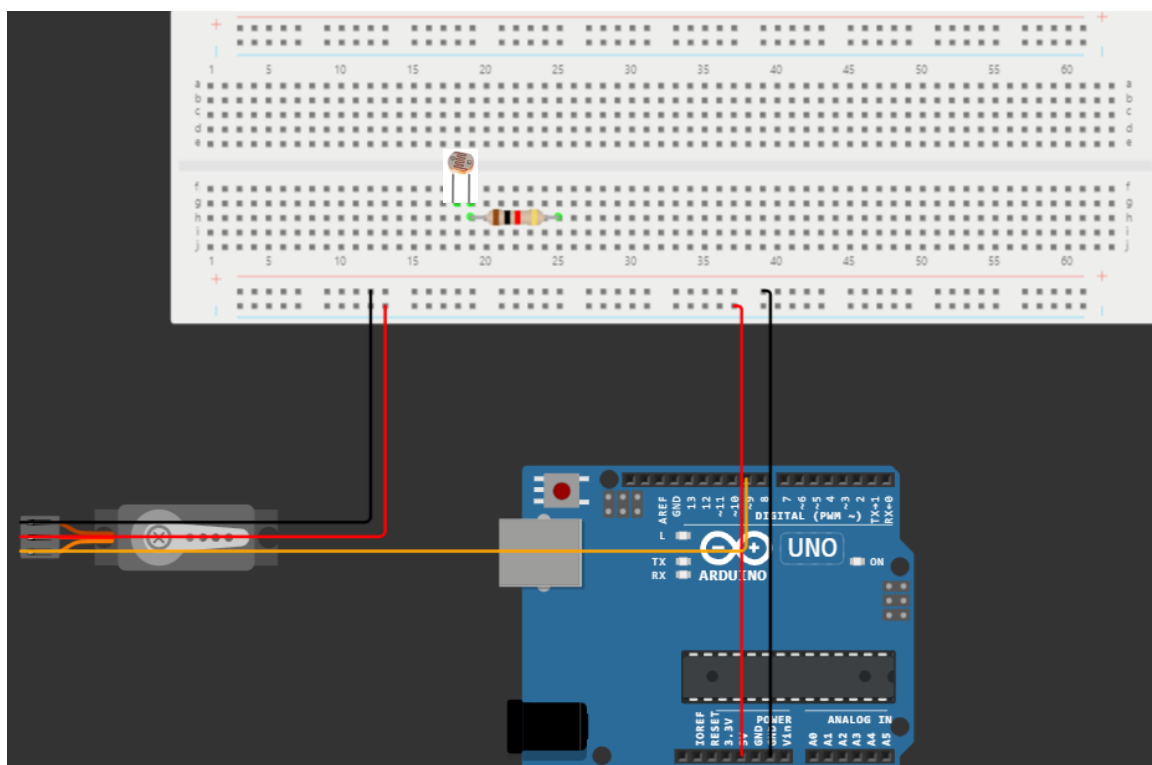 + +
1 5 10 15 20 25 30 35 40 45 50 55 60
a a
b b
c c
d d
e e
f f
g g
h h
i i
j j
1 5 10 15 20 25 30 35 40 45 50 55 60
+ +
AREF GND 13 12 ~11 ~10 ~9 8 7 ~6 ~5 4 ~3 2 TX→1 RX←0
DIGITAL (PWM ~)
L
TX
RX
ARDUINO
UNO
ON
POWER
ANALOG IN
IOREF RESET 3.3V 5V GND GND Vin A0 A1 A2 A3 A4 A5